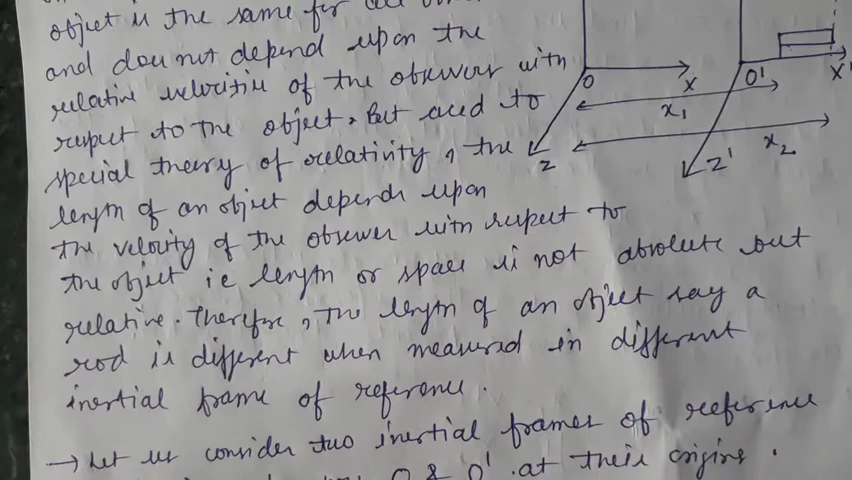 object is the same for all
and does not depend upon the
relative velocities of the observers with
respect to the object. But acced to
special theory of relativity, the
length of an object depends upon
the velocity of the observer with respect to
the object ie length or space is not absolute but
relative. Therefore, the length of an object say a
rod is different when measured in different
inertial frame of reference.
→ Let us consider two inertial frames of reference
O & O' at their origins.
O
X
O'
X'
x₁
Z
x₂
Z'